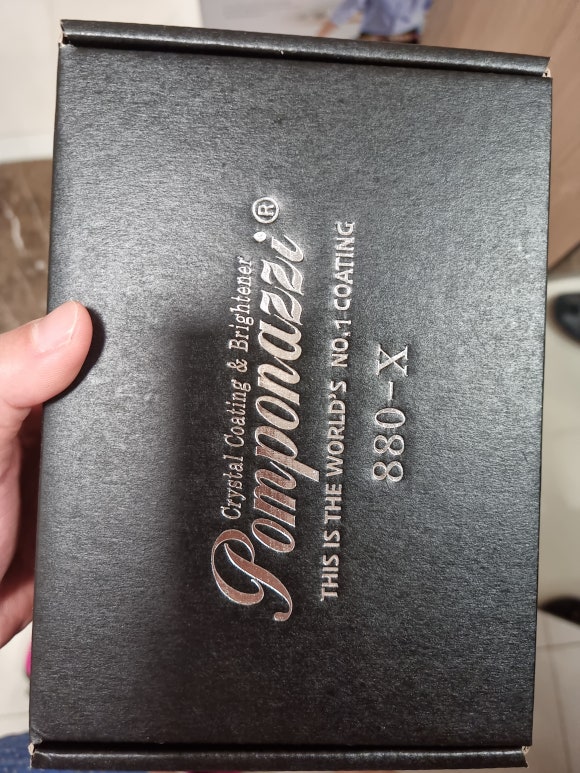 Crystal Coating & Brightener
Pomponazzi®
THIS IS THE WORLD'S NO.1 COATING
880-X